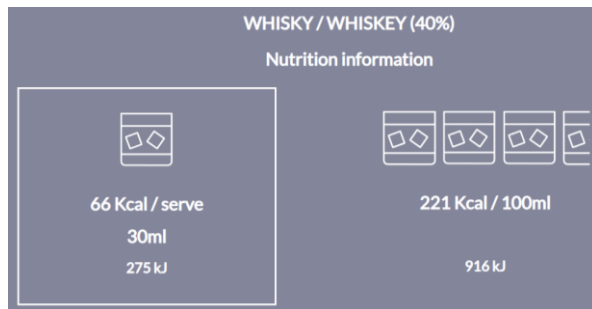 WHISKY / WHISKEY (40%)
Nutrition information
66 Kcal / serve
30ml
275 kJ
221 Kcal / 100ml
916 kJ